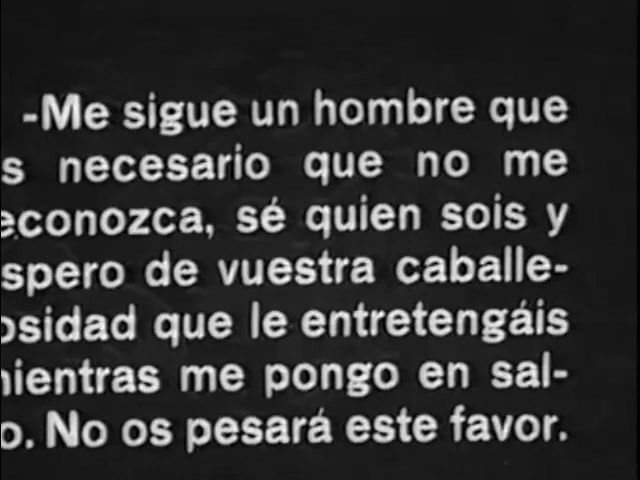 -Me sigue un hombre que
s necesario que no me
econozca, sé quien sois y
spero de vuestra caballe-
osidad que le entretengáis
mientras me pongo en sal-
o. No os pesará este favor.